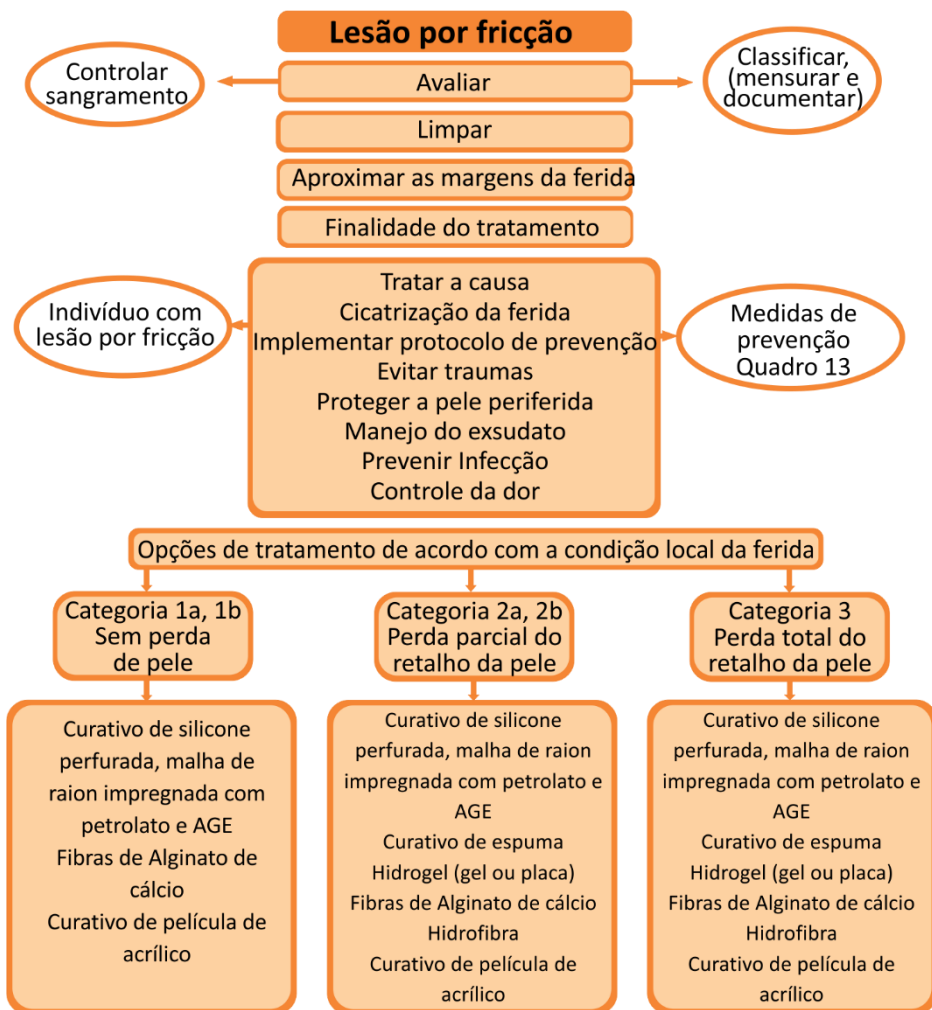 Lesão por fricção
Controlar
sangramento
Avaliar
Classificar,
(mensurar e
documentar)
Limpar
Aproximar as margens da ferida
Finalidade do tratamento
Indivíduo com
lesão por fricção
Tratar a causa
Cicatrização da ferida
Implementar protocolo de prevenção
Evitar traumas
Proteger a pele periferida
Manejo do exsudato
Prevenir Infecção
Controle da dor
Medidas de
prevenção
Quadro 13
Opções de tratamento de acordo com a condição local da ferida
Categoria 1a, 1b
Sem perda
de pele
Categoria 2a, 2b
Perda parcial do
retalho da pele
Categoria 3
Perda total do
retalho da pele
Curativo de silicone
perfurada, malha de
raion impregnada com
petrolato e AGE
Fibras de Alginato de
cálcio
Curativo de película de
acrílico
Curativo de silicone
perfurada, malha de raion
impregnada com petrolato e
AGE
Curativo de espuma
Hidrogel (gel ou placa)
Fibras de Alginato de cálcio
Hidrofibra
Curativo de película de
acrílico
Curativo de silicone
perfurada, malha de raion
impregnada com petrolato e
AGE
Curativo de espuma
Hidrogel (gel ou placa)
Fibras de Alginato de cálcio
Hidrofibra
Curativo de película de
acrílico